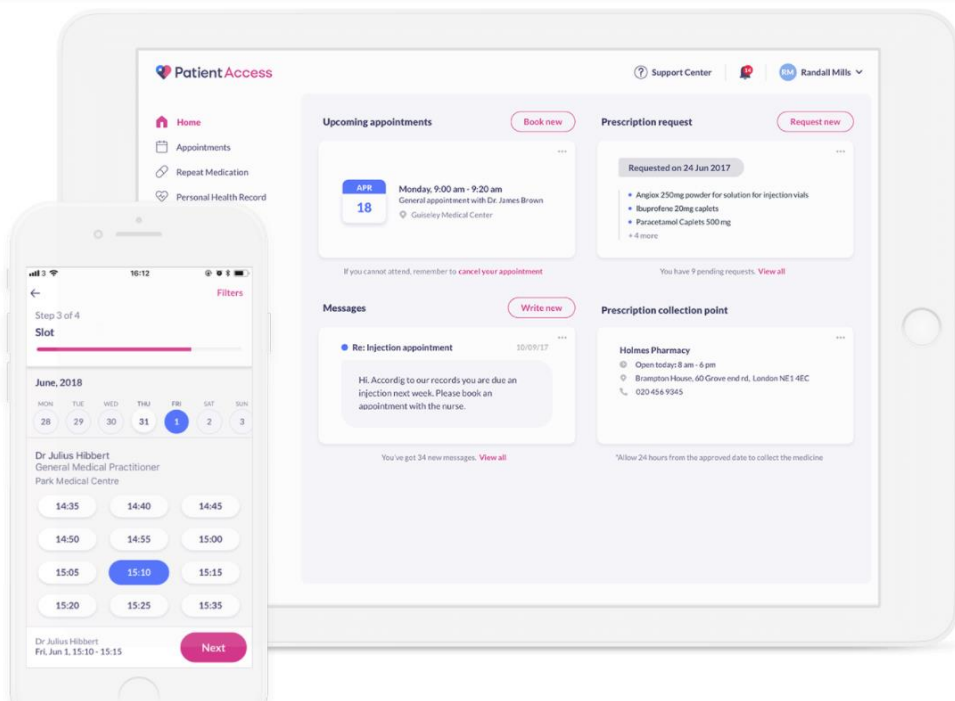 Patient Access
Support Center
14
RM
Randall Mills
Home
Appointments
Repeat Medication
Personal Health Record
Upcoming appointments
Book new
APR
18
Monday, 9:00 am - 9:20 am
General appointment with Dr. James Brown
Guiseley Medical Center
If you cannot attend, remember to cancel your appointment
Prescription request
Request new
Requested on 24 Jun 2017
Angiox 250mg powder for solution for injection vials
Ibuprofene 20mg caplets
Paracetamol Caplets 500 mg
+ 4 more
You have 9 pending requests. View all
Messages
Write new
Re: Injection appointment
10/09/17
Hi. Accordig to our records you are due an
injection next week. Please book an
appointment with the nurse.
You've got 34 new messages. View all
Prescription collection point
Holmes Pharmacy
Open today: 8 am - 6 pm
Brampton House, 60 Grove end rd, London NE1 4EC
020 456 9345
*Allow 24 hours from the approved date to collect the medicine
3
16:12
Filters
Step 3 of 4
Slot
June, 2018
MON TUE WED THU FRI SAT SUN
28 29 30 31 1 2 3
Dr Julius Hibbert
General Medical Practitioner
Park Medical Centre
14:35 14:40 14:45
14:50 14:55 15:00
15:05 15:10 15:15
15:20 15:25 15:35
Dr Julius Hibbert
Fri, Jun 1, 15:10 - 15:15
Next